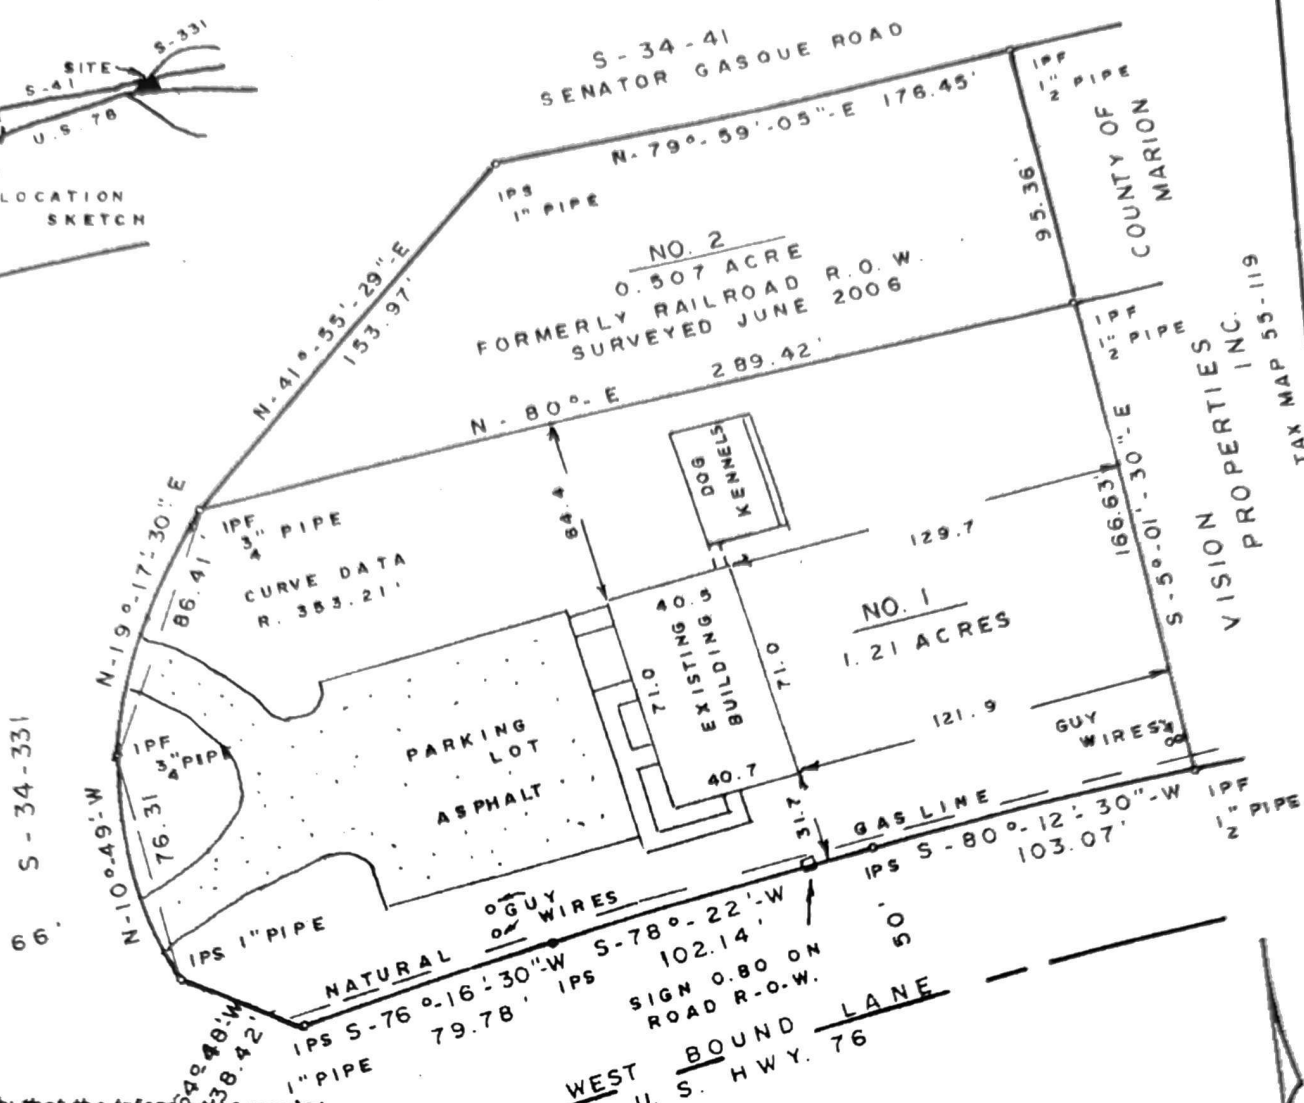 S-331
SITE
S-41
U.S. 76
LOCATION
SKETCH
S-34-41
SENATOR GASQUE ROAD
N-79°-59'-05"-E 176.45'
IPF
1" PIPE
2
COUNTY OF
MARION
95.36'
IPS
1" PIPE
NO. 2
0.507 ACRE
FORMERLY RAILROAD R.O.W.
SURVEYED JUNE 2006
N-41°-55'-29"-E
153.97'
N-80°-E 289.42'
IPF
1" PIPE
2
VISION PROPERTIES
INC.
TAX MAP 55-119
166.63'
S-5°-01'-30"-E
N-19°-17'-30"E
86.41'
IPF
3" PIPE
4
CURVE DATA
R. 353.21'
64.4
DOG
KENNELS
129.7
NO. 1
1.21 ACRES
40.5
EXISTING
BUILDINGS
71.0
71.0
40.7
121.9
GUY
WIRES
PARKING
LOT
ASPHALT
IPF
3" PIPE
4
76.31
N-10°-49'-W
S-34-331
66'
IPS 1" PIPE
GUY
WIRES
NATURAL
GAS LINE
31.7
S-80°-12'-30"-W
103.07'
IPF
1" PIPE
2
IPS
S-78°-22'-W
102.14'
IPS
S-76°-16'-30"-W
79.78'
IPS
1" PIPE
38.42'
SIGN 0.80 ON
ROAD R-O-W.
50'
WEST BOUND LANE
U. S. HWY. 76